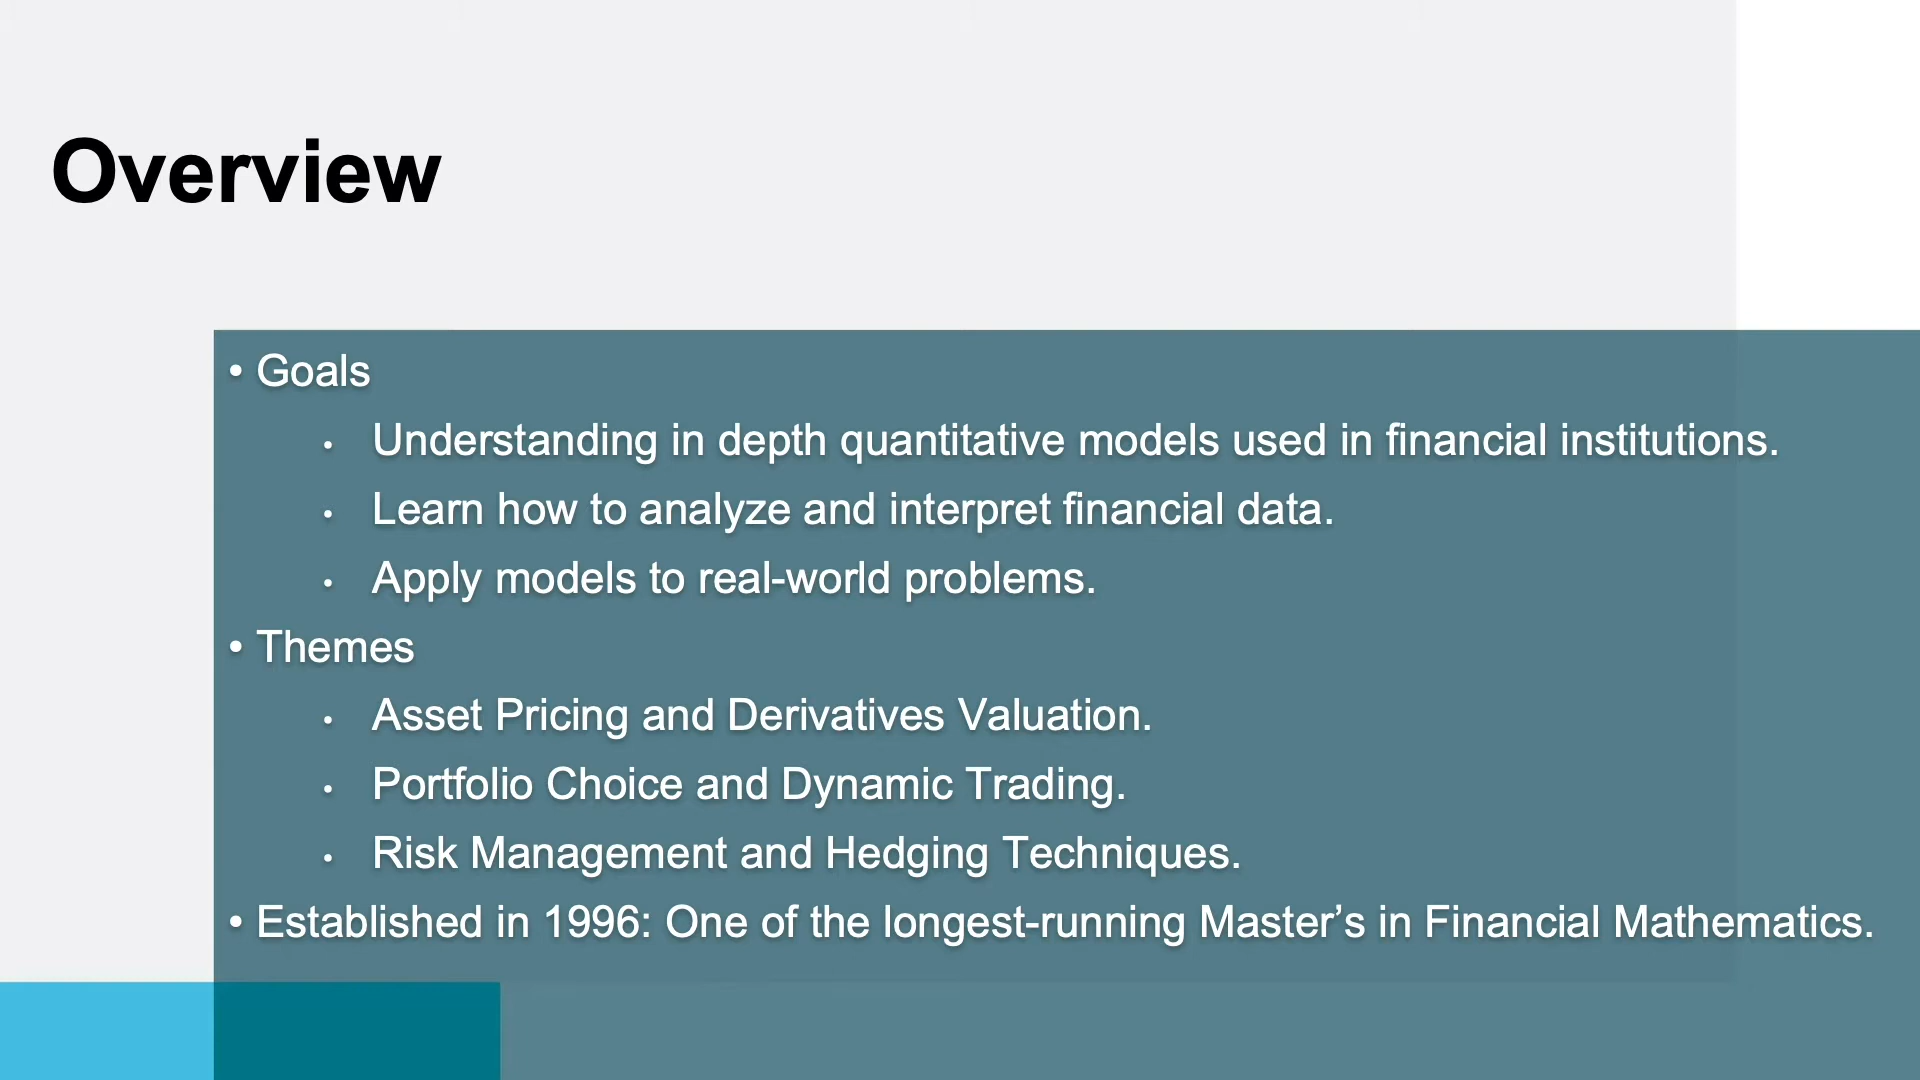 Overview
• Goals
• Understanding in depth quantitative models used in financial institutions.
• Learn how to analyze and interpret financial data.
• Apply models to real-world problems.
• Themes
• Asset Pricing and Derivatives Valuation.
• Portfolio Choice and Dynamic Trading.
• Risk Management and Hedging Techniques.
• Established in 1996: One of the longest-running Master’s in Financial Mathematics.